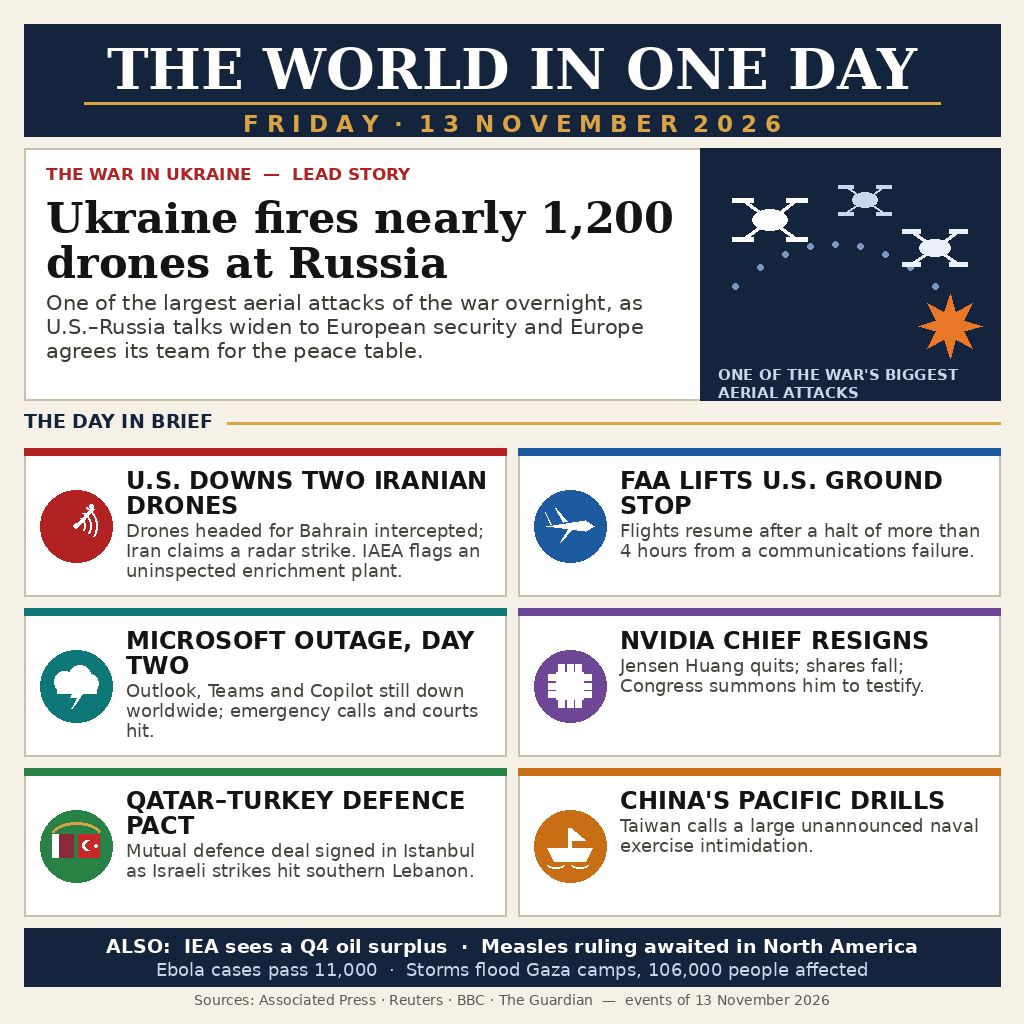 THE WORLD IN ONE DAY
FRIDAY · 13 NOVEMBER 2026
THE WAR IN UKRAINE — LEAD STORY
Ukraine fires nearly 1,200
drones at Russia
One of the largest aerial attacks of the war overnight, as
U.S.–Russia talks widen to European security and Europe
agrees its team for the peace table.
ONE OF THE WAR'S BIGGEST
AERIAL ATTACKS
THE DAY IN BRIEF
U.S. DOWNS TWO IRANIAN
DRONES
Drones headed for Bahrain intercepted;
Iran claims a radar strike. IAEA flags an
uninspected enrichment plant.
FAA LIFTS U.S. GROUND
STOP
Flights resume after a halt of more than
4 hours from a communications failure.
MICROSOFT OUTAGE, DAY
TWO
Outlook, Teams and Copilot still down
worldwide; emergency calls and courts
hit.
NVIDIA CHIEF RESIGNS
Jensen Huang quits; shares fall;
Congress summons him to testify.
QATAR–TURKEY DEFENCE
PACT
Mutual defence deal signed in Istanbul
as Israeli strikes hit southern Lebanon.
CHINA'S PACIFIC DRILLS
Taiwan calls a large unannounced naval
exercise intimidation.
ALSO: IEA sees a Q4 oil surplus · Measles ruling awaited in North America
Ebola cases pass 11,000 · Storms flood Gaza camps, 106,000 people affected
Sources: Associated Press · Reuters · BBC · The Guardian — events of 13 November 2026